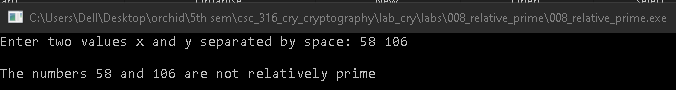 C:\Users\Dell\Desktop\orchid\5th sem\csc_316_cry_cryptography\lab_cry\labs\008_relative_prime\008_relative_prime.exe
Enter two values x and y separated by space: 58 106
The numbers 58 and 106 are not relatively prime